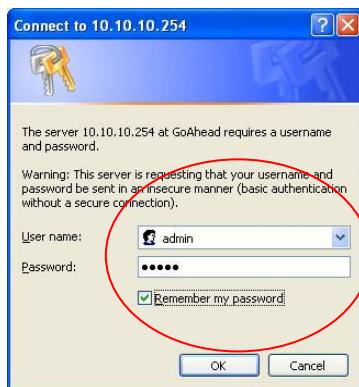 Connect to 10.10.10.254
The server 10.10.10.254 at GoAhead requires a username
and password.
Warning: This server is requesting that your username and
password be sent in an insecure manner (basic authentication
without a secure connection).
User name:
admin
Password:
•••••
Remember my password
OK
Cancel